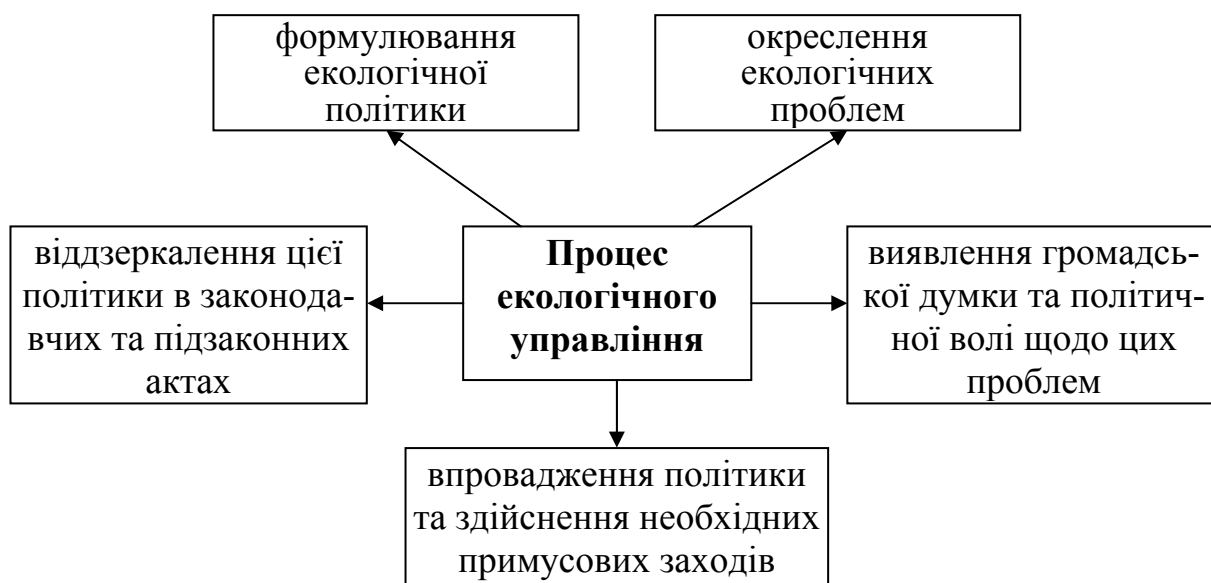 формулювання
екологічної
політики
окреслення
екологічних
проблем
віддзеркалення цієї
політики в законода-
вчих та підзаконних
актах
Процес
екологічного
управління
виявлення громадсь-
кої думки та політич-
ної волі щодо цих
проблем
впровадження політики
та здійснення необхідних
примусових заходів